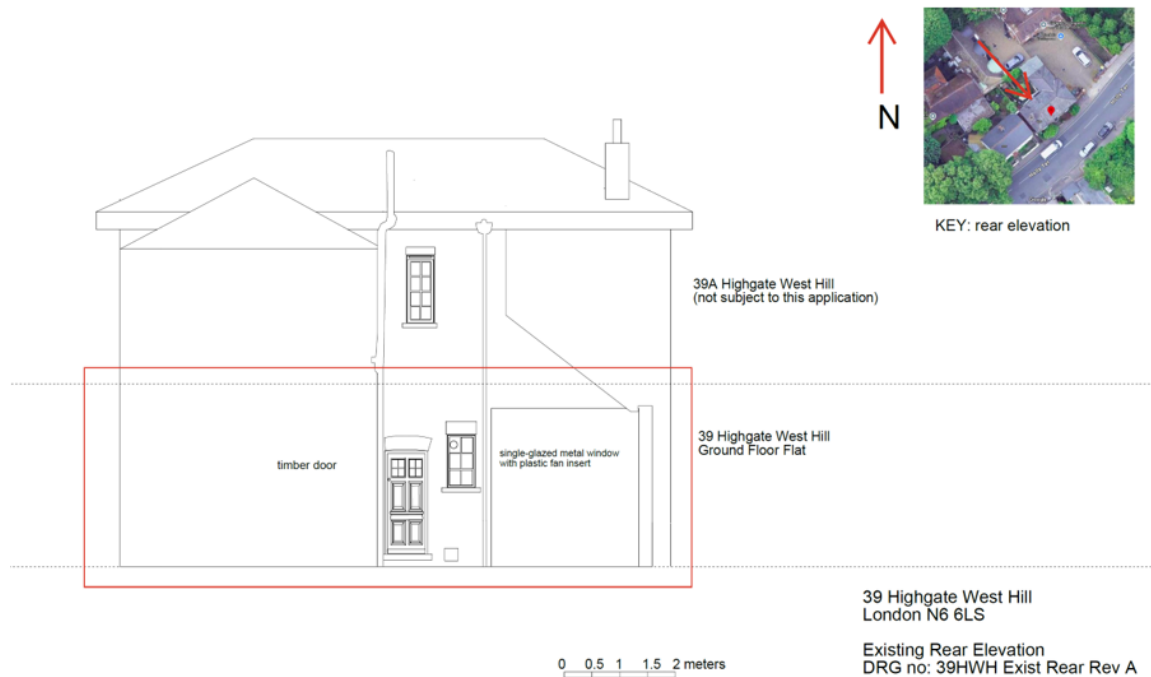 N
KEY: rear elevation
39A Highgate West Hill
(not subject to this application)
39 Highgate West Hill
Ground Floor Flat
timber door
single-glazed metal window
with plastic fan insert
39 Highgate West Hill
London N6 6LS
Existing Rear Elevation
DRG no: 39HWH Exist Rear Rev A
0 0.5 1 1.5 2 meters